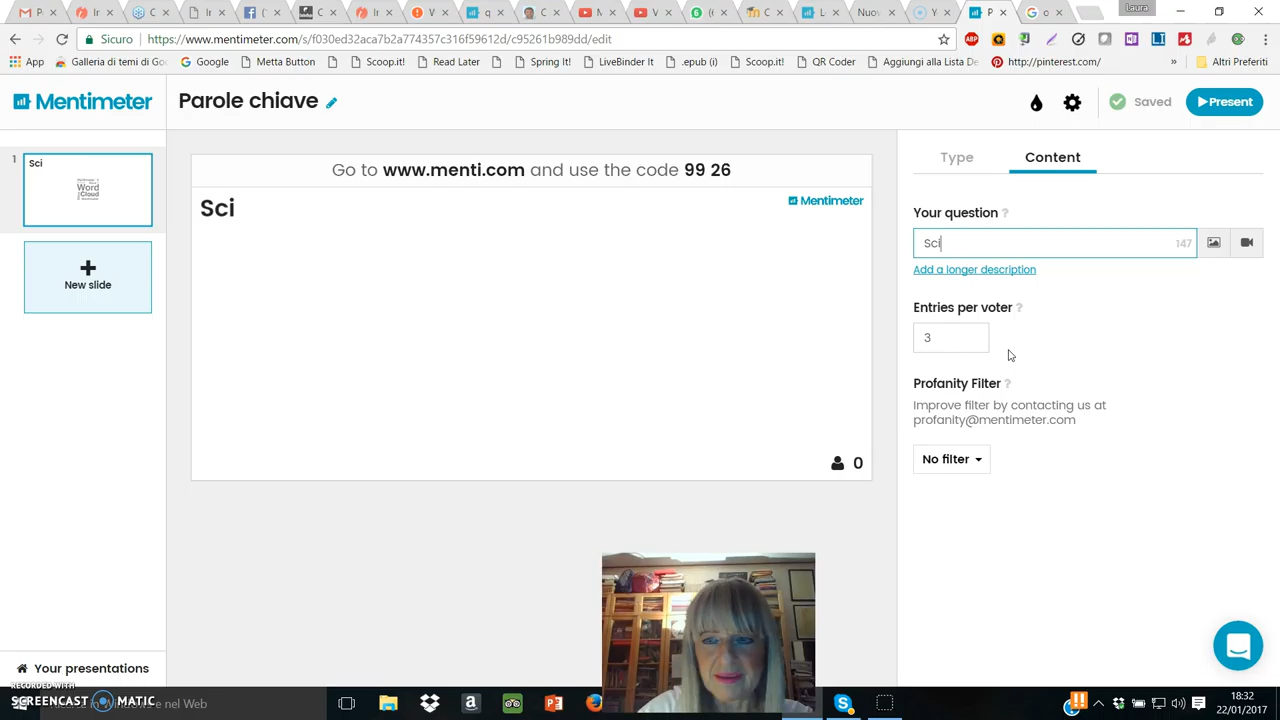 Laura
Sicuro
https://www.mentimeter.com/s/f030ed32aca7b2a774357c316f59612d/c95261b989dd/edit
App
Galleria di temi di Go
Google
Metta Button
Scoop.it!
Read Later
Spring It!
LiveBinder It
.epub (i)
Scoop.it!
QR Coder
Aggiungi alla Lista D
http://pinterest.com/
»
Altri Preferiti
Mentimeter
Parole chiave
Saved
Present
1
Sci
Word
Cloud
New slide
Go to www.menti.com and use the code 99 26
Sci
Mentimeter
0
Type
Content
Your question ?
Sci
147
Add a longer description
Entries per voter ?
3
Profanity Filter ?
Improve filter by contacting us at
profanity@mentimeter.com
No filter
Your presentations
RECORDED WITH
SCREENCAST MATIC
e nel Web
18:32
22/01/2017